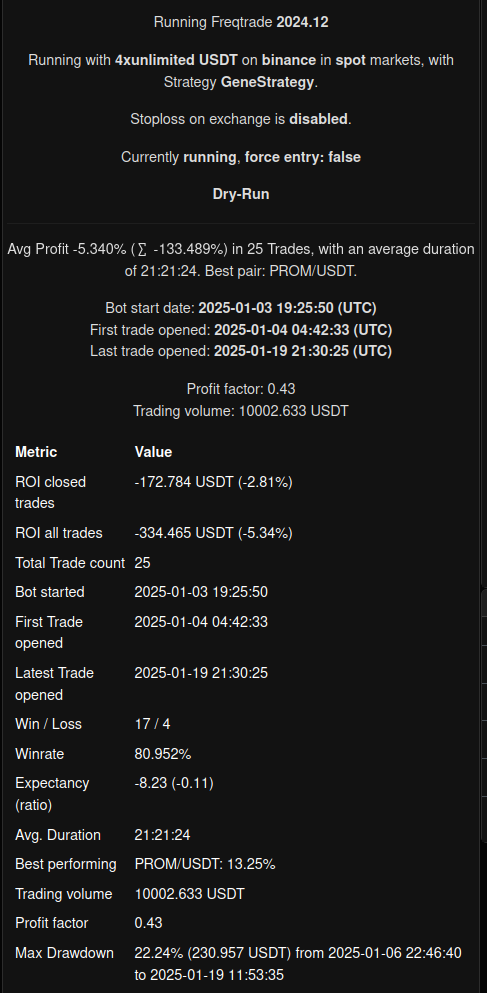 Running Freqtrade 2024.12
Running with 4xunlimited USDT on binance in spot markets, with
Strategy GeneStrategy.
Stoploss on exchange is disabled.
Currently running, force entry: false
Dry-Run
Avg Profit -5.340% (∑ -133.489%) in 25 Trades, with an average duration
of 21:21:24. Best pair: PROM/USDT.
Bot start date: 2025-01-03 19:25:50 (UTC)
First trade opened: 2025-01-04 04:42:33 (UTC)
Last trade opened: 2025-01-19 21:30:25 (UTC)
Profit factor: 0.43
Trading volume: 10002.633 USDT
Metric Value
ROI closed trades -172.784 USDT (-2.81%)
ROI all trades -334.465 USDT (-5.34%)
Total Trade count 25
Bot started 2025-01-03 19:25:50
First Trade opened 2025-01-04 04:42:33
Latest Trade opened 2025-01-19 21:30:25
Win / Loss 17 / 4
Winrate 80.952%
Expectancy (ratio) -8.23 (-0.11)
Avg. Duration 21:21:24
Best performing PROM/USDT: 13.25%
Trading volume 10002.633 USDT
Profit factor 0.43
Max Drawdown 22.24% (230.957 USDT) from 2025-01-06 22:46:40
to 2025-01-19 11:53:35